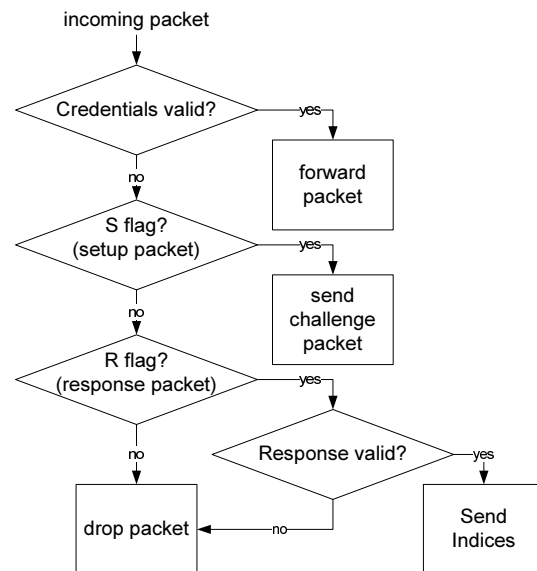 incoming packet
Credentials valid?
yes
forward
packet
no
S flag?
(setup packet)
yes
send
challenge
packet
no
R flag?
(response packet)
yes
no
Response valid?
yes
drop packet
no
Send
Indices